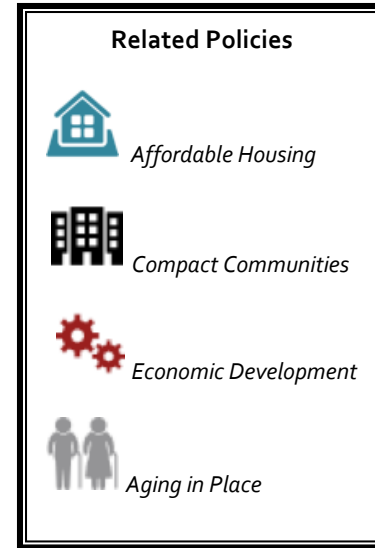 Related Policies
Affordable Housing
Compact Communities
Economic Development
Aging in Place